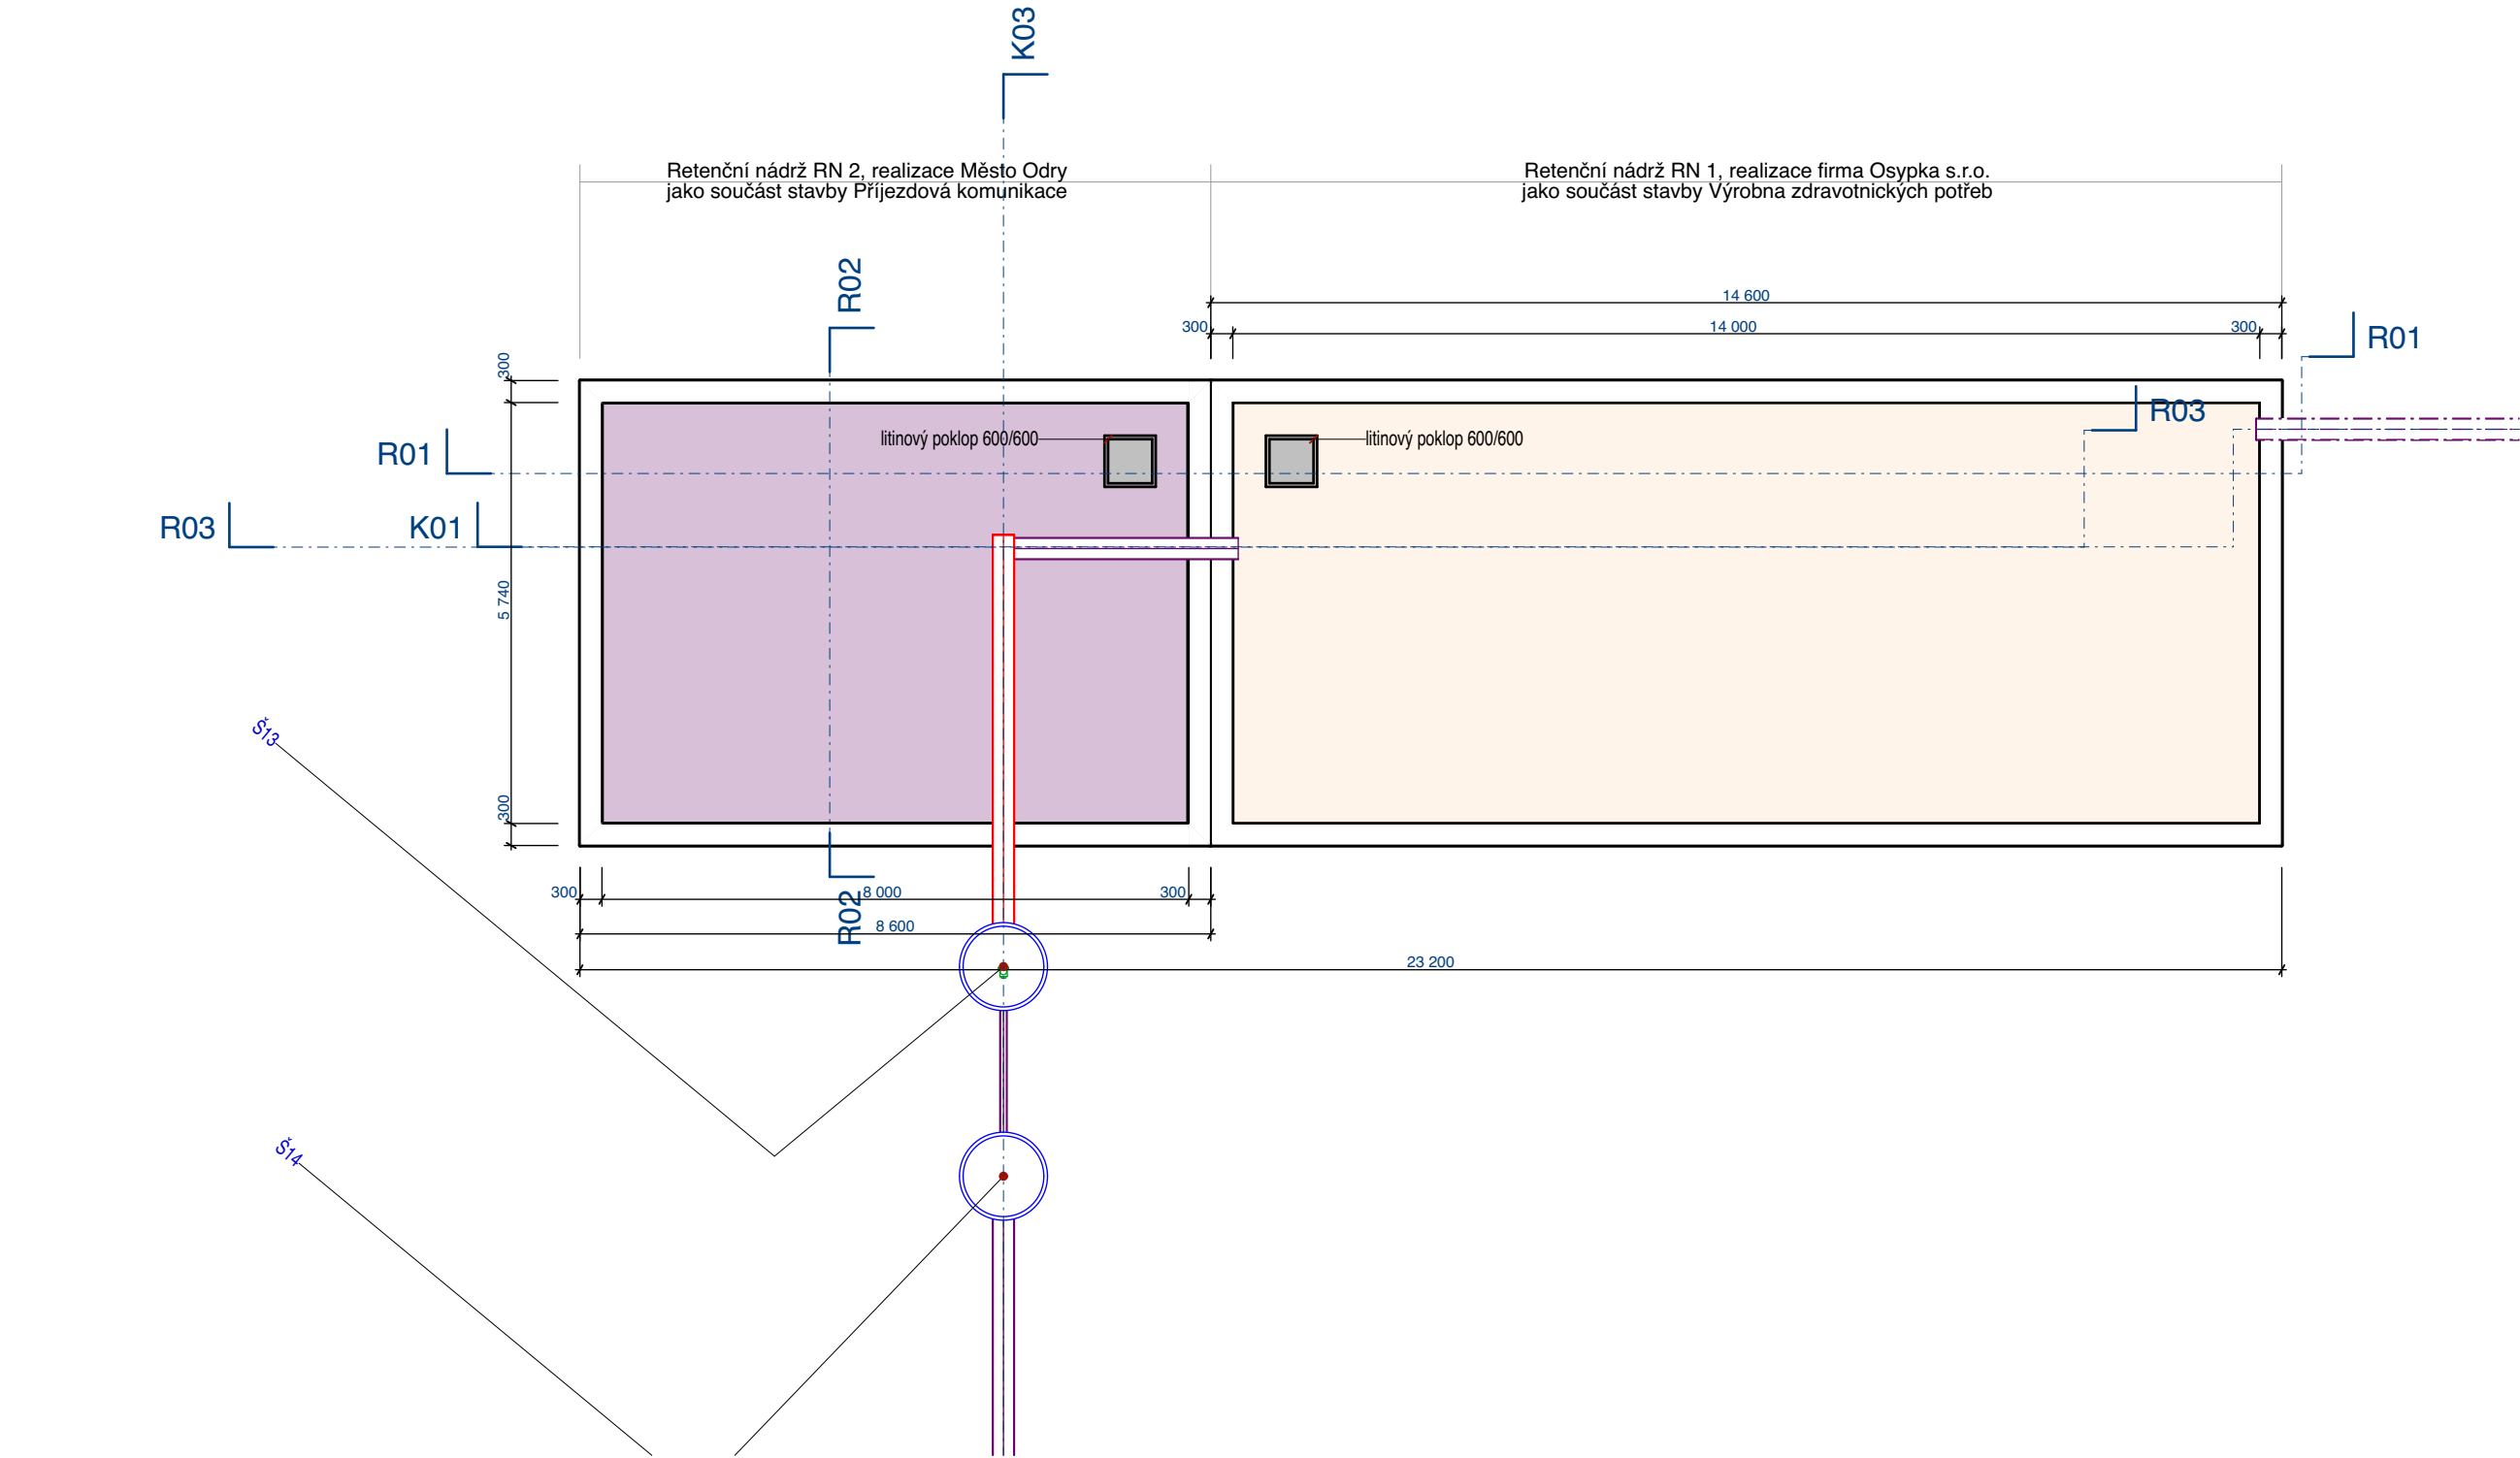 K03
Retenční nádrž RN 2, realizace Město Odry
jako součást stavby Příjezdová komunikace
Retenční nádrž RN 1, realizace firma Osypka s.r.o.
jako součást stavby Výrobna zdravotnických potřeb
R02
14 600
300
14 000
300
R01
300
R03
litinový poklop 600/600
litinový poklop 600/600
R01
R03
K01
5 740
Š13
300
300
8 000
300
R02
8 600
23 200
Š14